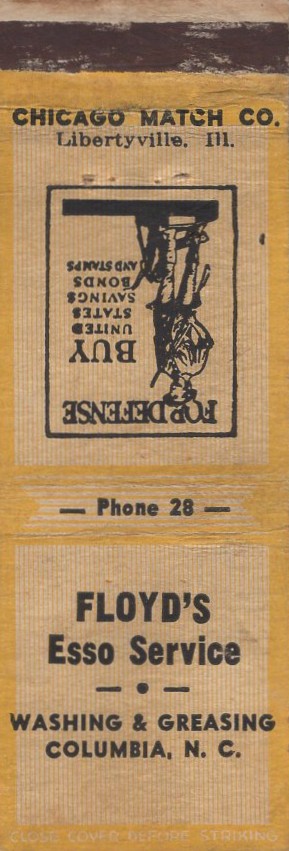 CHICAGO MATCH CO.
Libertyville, Ill.
FOR DEFENSE
BUY
UNITED
STATES
SAVINGS
BONDS
AND STAMPS
— Phone 28 —
FLOYD'S
Esso Service
WASHING & GREASING
COLUMBIA, N. C.
CLOSE COVER BEFORE STRIKING